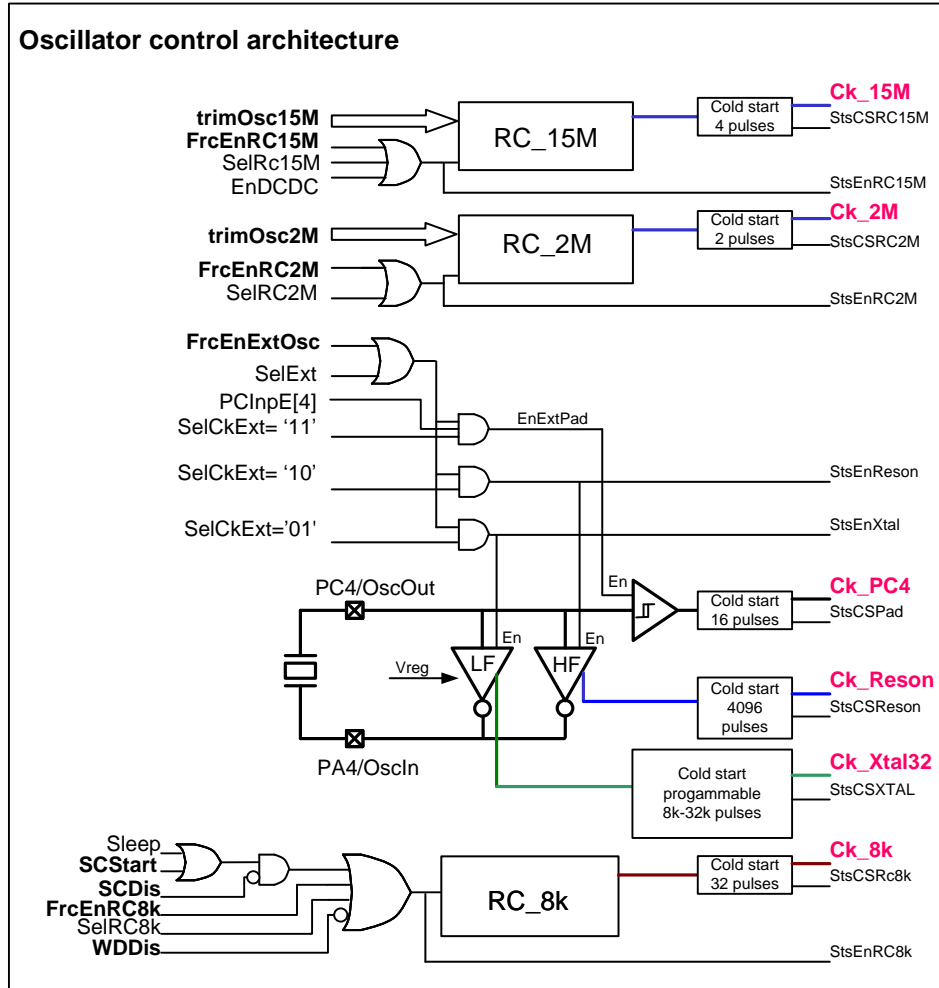 Oscillator control architecture
trimOsc15M
FrcEnRC15M
SelRc15M
EnDCDC
RC_15M
Cold start
4 pulses
Ck_15M
StsCSRC15M
StsEnRC15M
trimOsc2M
FrcEnRC2M
SelRC2M
RC_2M
Cold start
2 pulses
Ck_2M
StsCSRC2M
StsEnRC2M
FrcEnExtOsc
SelExt
PCInpE[4]
SelCkExt= ‘11’
EnExtPad
SelCkExt= ‘10’
StsEnReson
SelCkExt=’01’
StsEnXtal
PC4/OscOut
En
En
En
LF
HF
Vreg
PA4/OscIn
Cold start
16 pulses
Ck_PC4
StsCSPad
Cold start
4096
pulses
Ck_Reson
StsCSReson
Cold start
progammable
8k-32k pulses
Ck_Xtal32
StsCSXTAL
Sleep
SCStart
SCDis
FrcEnRC8k
SelRC8k
WDDis
RC_8k
Cold start
32 pulses
Ck_8k
StsCSRc8k
StsEnRC8k